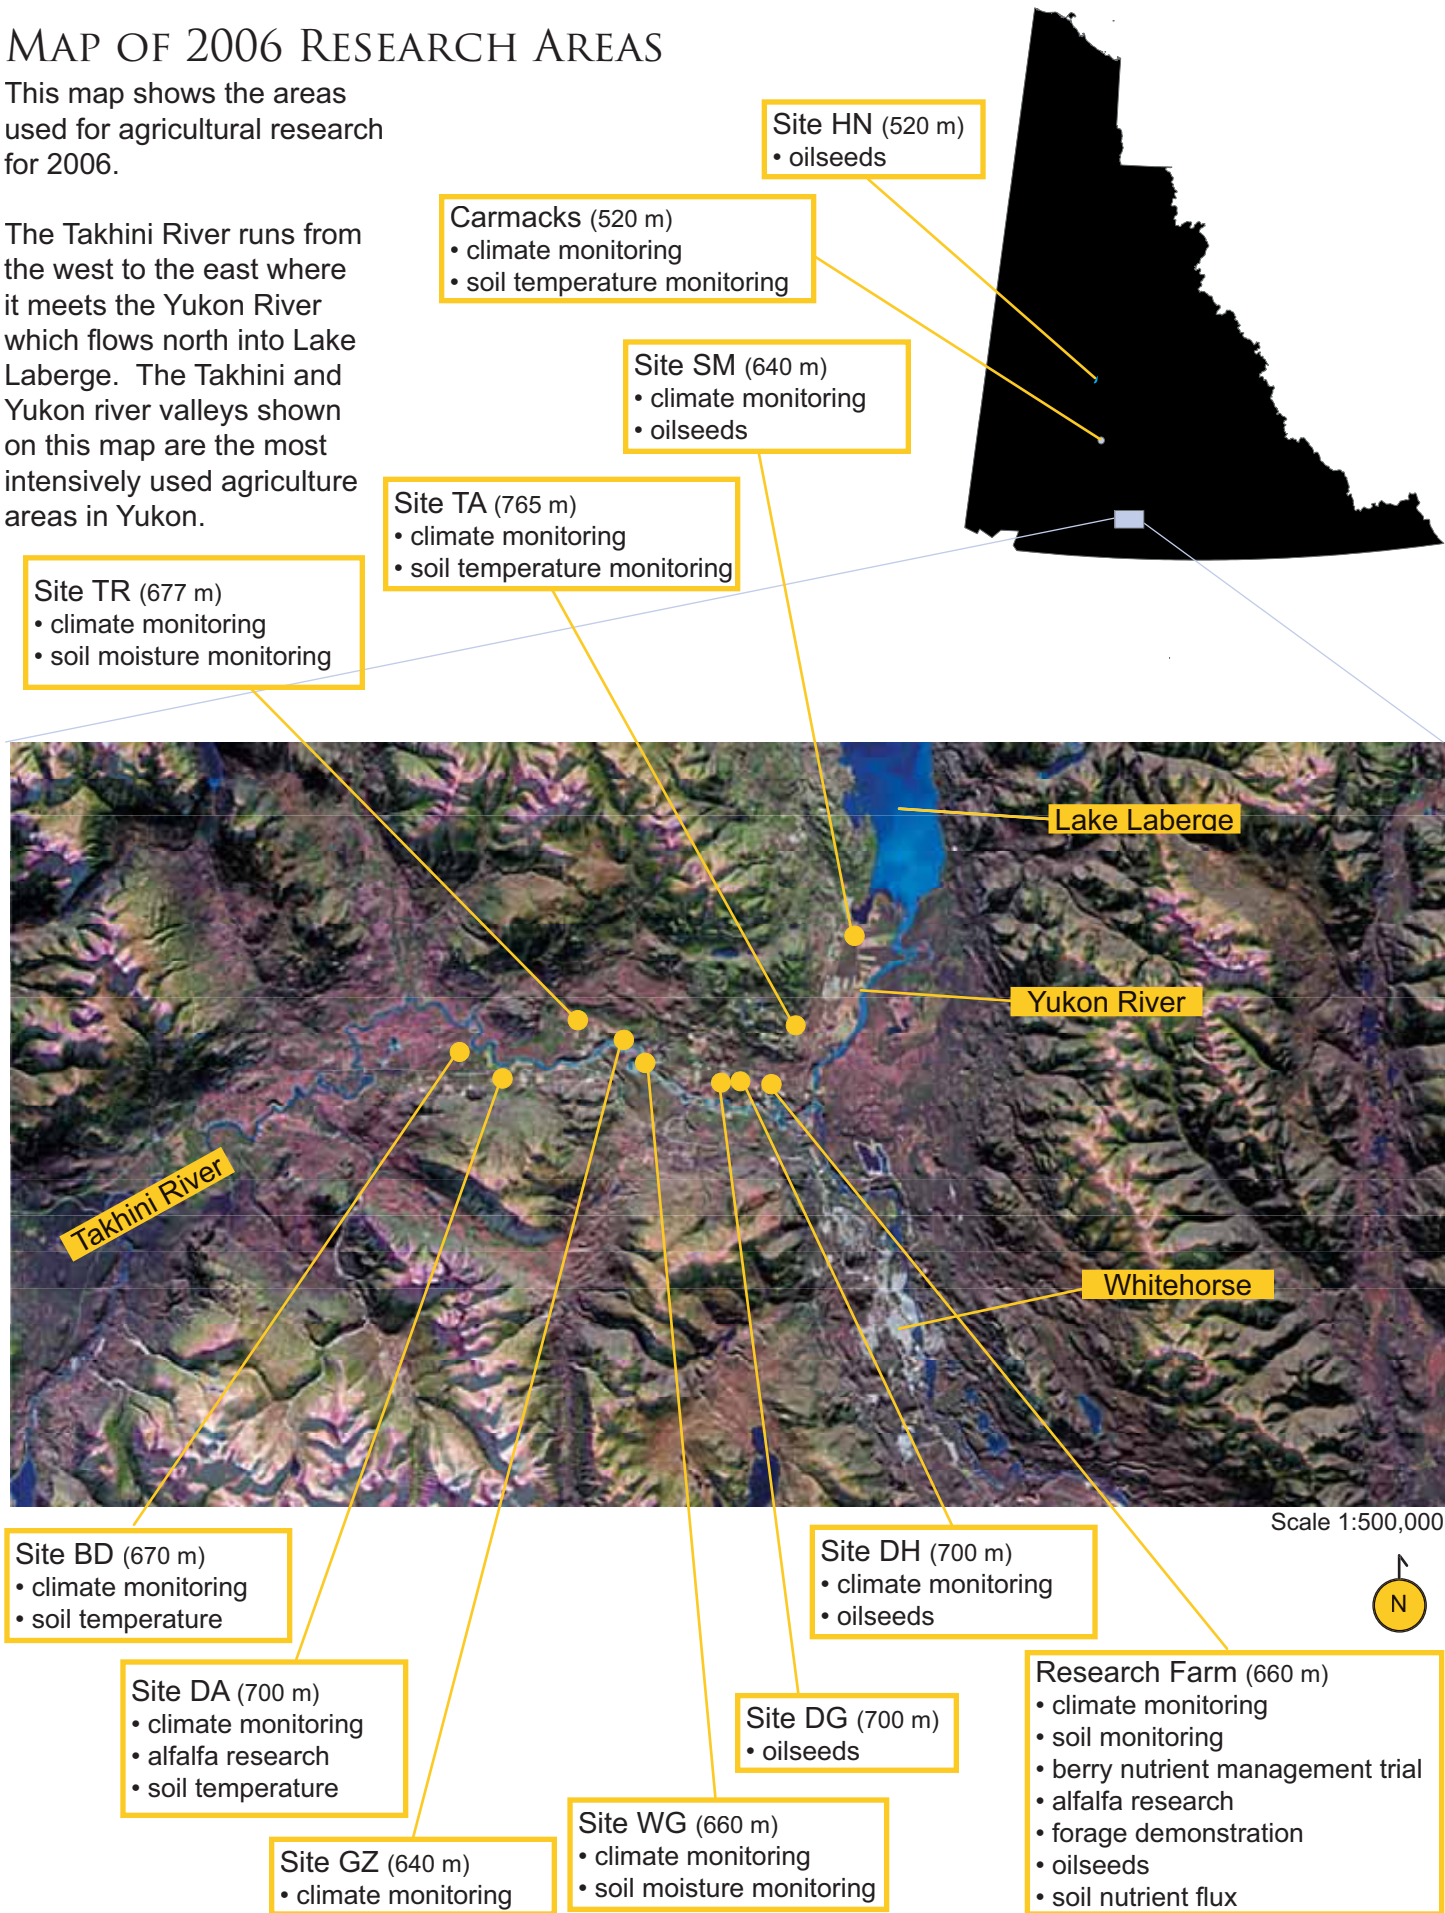 MAP OF 2006 RESEARCH AREAS
This map shows the areas
used for agricultural research
for 2006.
The Takhini River runs from
the west to the east where
it meets the Yukon River
which flows north into Lake
Laberge. The Takhini and
Yukon river valleys shown
on this map are the most
intensively used agriculture
areas in Yukon.
Site HN (520 m)
• oilseeds
Carmacks (520 m)
• climate monitoring
• soil temperature monitoring
Site SM (640 m)
• climate monitoring
• oilseeds
Site TA (765 m)
• climate monitoring
• soil temperature monitoring
Site TR (677 m)
• climate monitoring
• soil moisture monitoring
Lake Laberge
Yukon River
Takhini River
Whitehorse
Scale 1:500,000
N
Site BD (670 m)
• climate monitoring
• soil temperature
Site DH (700 m)
• climate monitoring
• oilseeds
Site DA (700 m)
• climate monitoring
• alfalfa research
• soil temperature
Site DG (700 m)
• oilseeds
Research Farm (660 m)
• climate monitoring
• soil monitoring
• berry nutrient management trial
• alfalfa research
• forage demonstration
• oilseeds
• soil nutrient flux
Site GZ (640 m)
• climate monitoring
Site WG (660 m)
• climate monitoring
• soil moisture monitoring